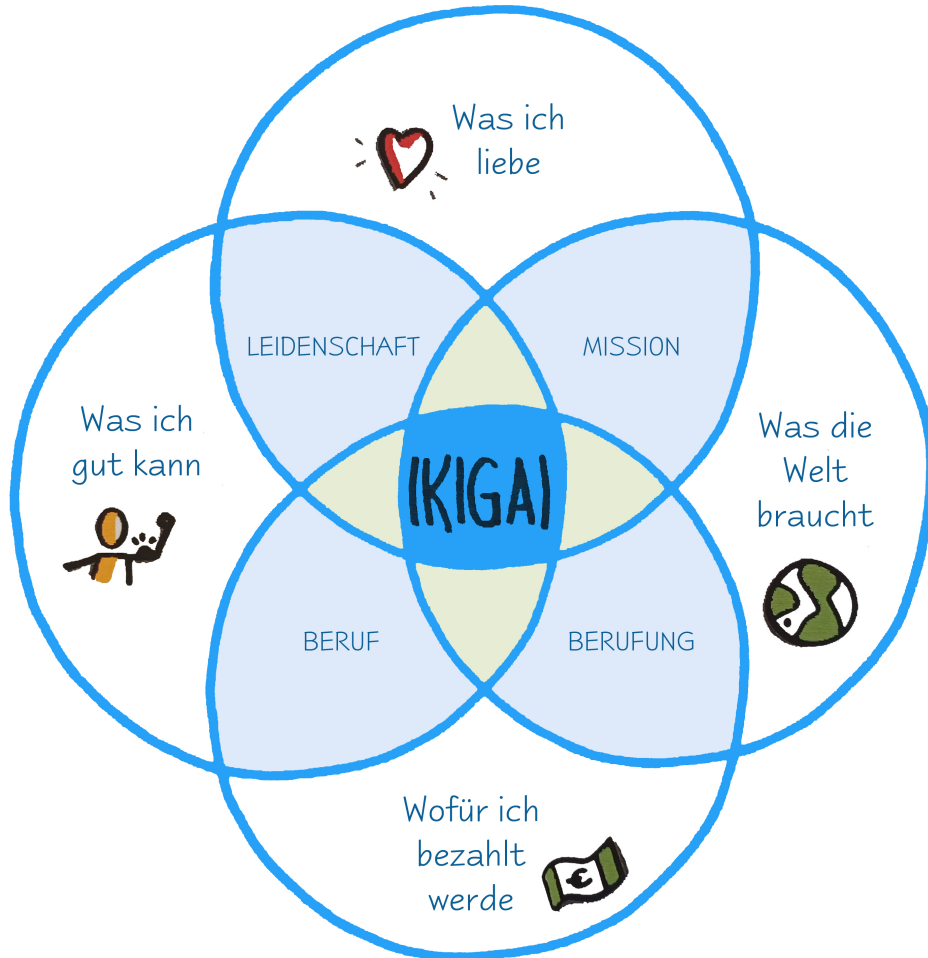 Was ich
liebe
LEIDENSCHAFT
MISSION
Was ich
gut kann
IKIGAI
Was die
Welt
braucht
BERUF
BERUFUNG
Wofür ich
bezahlt
werde
€